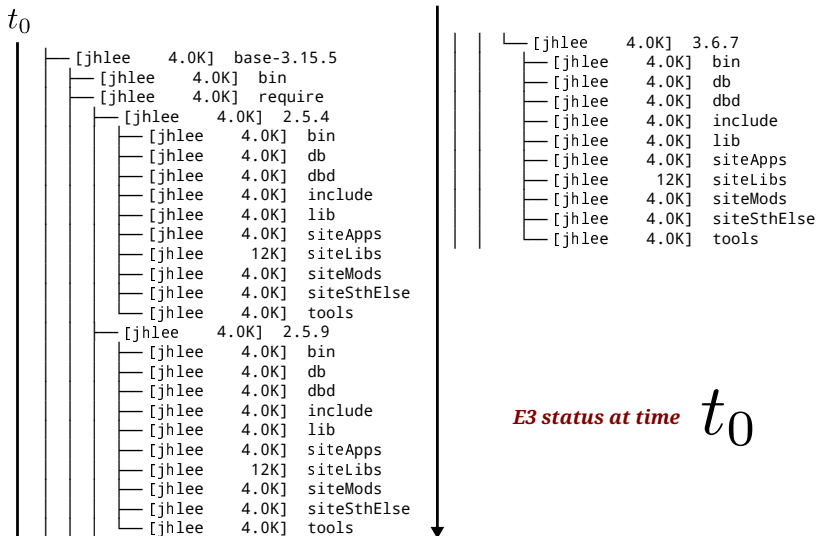 t0
├── [jhlee    4.0K]  base-3.15.5
│   ├── [jhlee    4.0K]  bin
│   ├── [jhlee    4.0K]  require
│   │   ├── [jhlee    4.0K]  2.5.4
│   │   │   ├── [jhlee    4.0K]  bin
│   │   │   ├── [jhlee    4.0K]  db
│   │   │   ├── [jhlee    4.0K]  dbd
│   │   │   ├── [jhlee    4.0K]  include
│   │   │   ├── [jhlee    4.0K]  lib
│   │   │   ├── [jhlee    4.0K]  siteApps
│   │   │   ├── [jhlee     12K]  siteLibs
│   │   │   ├── [jhlee    4.0K]  siteMods
│   │   │   ├── [jhlee    4.0K]  siteSthElse
│   │   │   └── [jhlee    4.0K]  tools
│   │   ├── [jhlee    4.0K]  2.5.9
│   │   │   ├── [jhlee    4.0K]  bin
│   │   │   ├── [jhlee    4.0K]  db
│   │   │   ├── [jhlee    4.0K]  dbd
│   │   │   ├── [jhlee    4.0K]  include
│   │   │   ├── [jhlee    4.0K]  lib
│   │   │   ├── [jhlee    4.0K]  siteApps
│   │   │   ├── [jhlee     12K]  siteLibs
│   │   │   ├── [jhlee    4.0K]  siteMods
│   │   │   ├── [jhlee    4.0K]  siteSthElse
│   │   │   └── [jhlee    4.0K]  tools
│   │   └── [jhlee    4.0K]  3.6.7
│   │       ├── [jhlee    4.0K]  bin
│   │       ├── [jhlee    4.0K]  db
│   │       ├── [jhlee    4.0K]  dbd
│   │       ├── [jhlee    4.0K]  include
│   │       ├── [jhlee    4.0K]  lib
│   │       ├── [jhlee    4.0K]  siteApps
│   │       ├── [jhlee     12K]  siteLibs
│   │       ├── [jhlee    4.0K]  siteMods
│   │       ├── [jhlee    4.0K]  siteSthElse
│   │       └── [jhlee    4.0K]  tools
E3 status at time t0